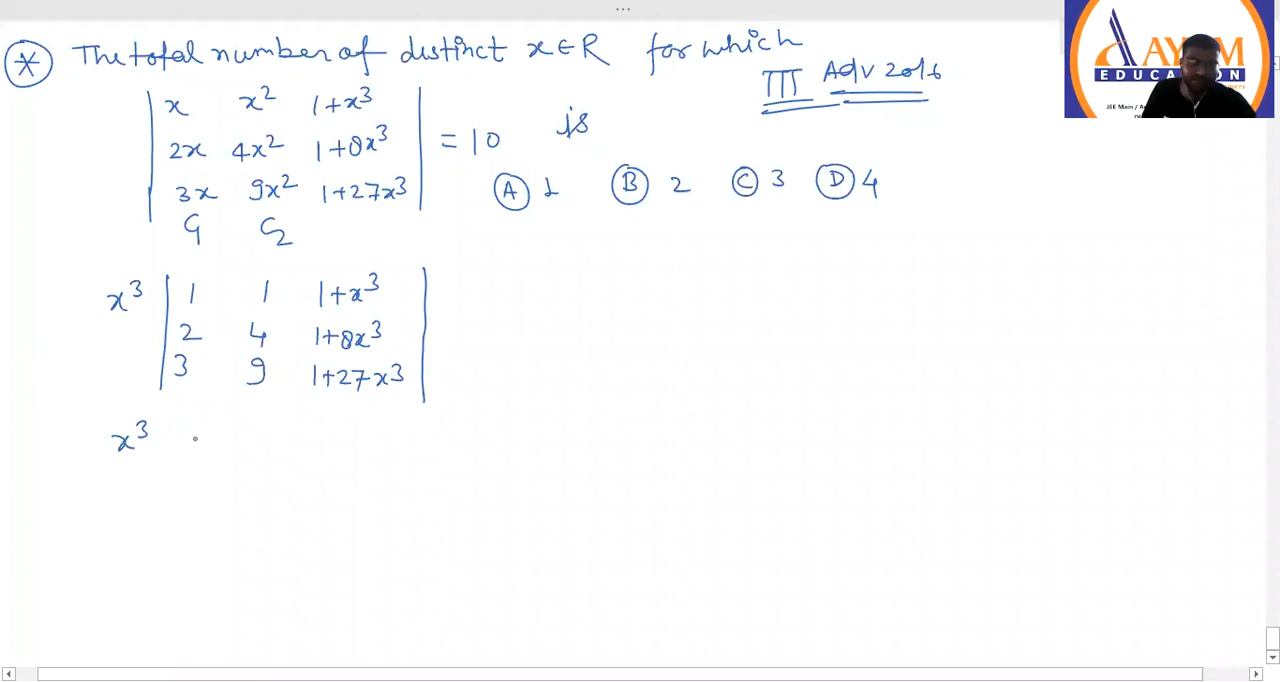 The total number of distinct x ∈ R for which
IIT Adv 2016
| x x² 1+x³ |
| 2x 4x² 1+8x³ | = 10 is
| 3x 9x² 1+27x³ |
(A) 1 (B) 2 (C) 3 (D) 4
C₁ C₂
x³ | 1 1 1+x³ |
| 2 4 1+8x³ |
| 3 9 1+27x³ |
x³
EDUCATION